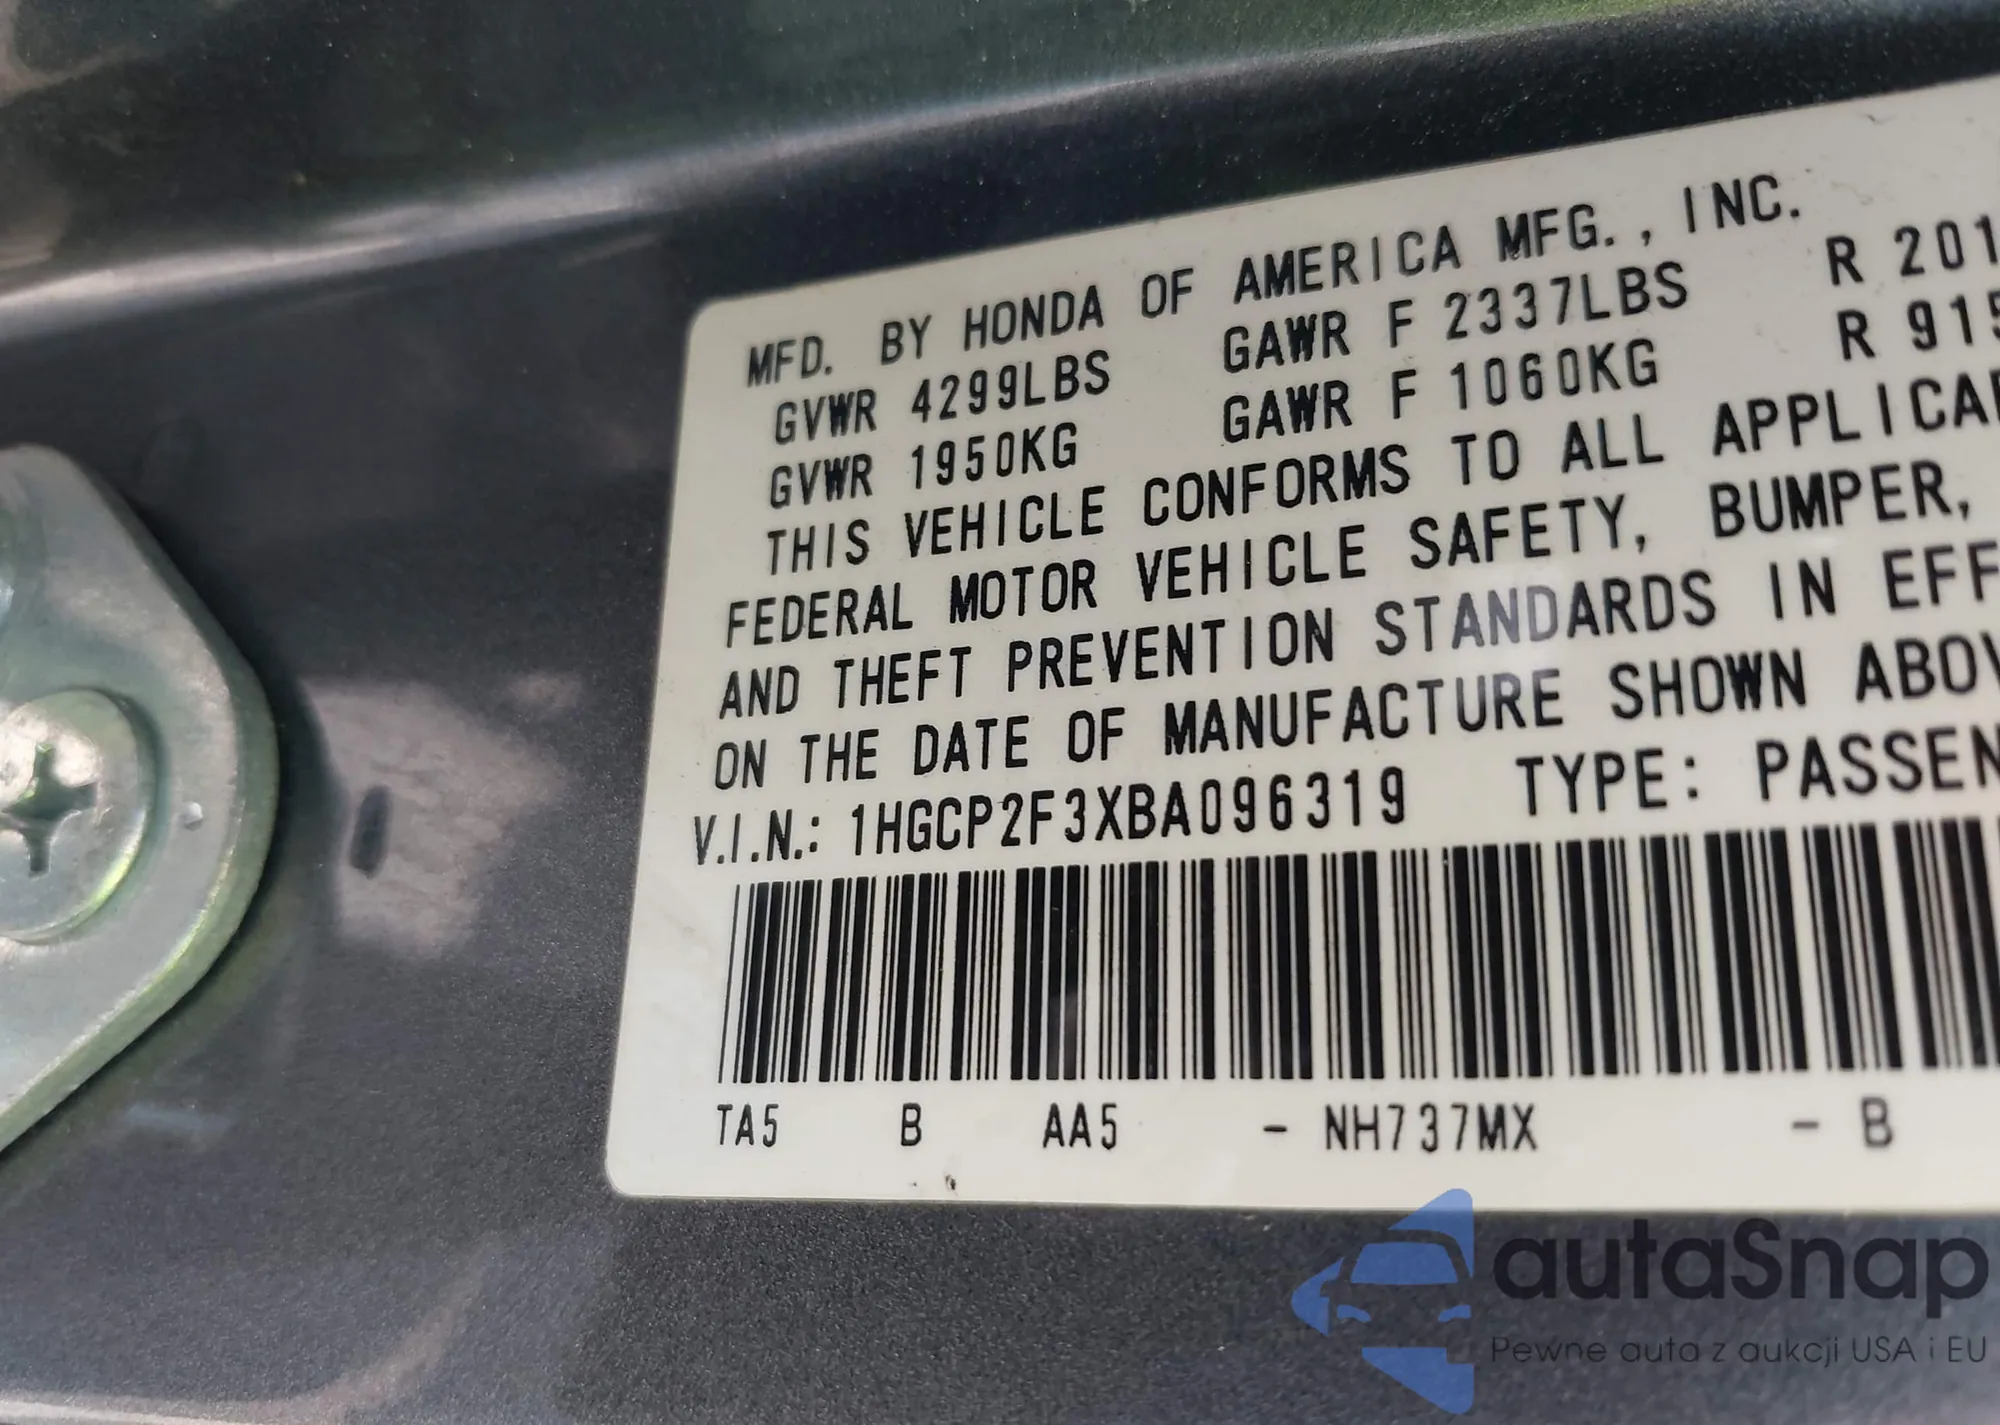 MFD. BY HONDA OF AMERICA MFG., INC.
GVWR 4299LBS GAWR F 2337LBS R 201
GVWR 1950KG GAWR F 1060KG R 915
THIS VEHICLE CONFORMS TO ALL APPLICAB
FEDERAL MOTOR VEHICLE SAFETY, BUMPER,
AND THEFT PREVENTION STANDARDS IN EFF
ON THE DATE OF MANUFACTURE SHOWN ABOV
V.I.N.: 1HGCP2F3XBA096319 TYPE: PASSEN
TA5 B AA5 - NH737MX - B
autaSnap
Pewne auta z aukcji USA i EU